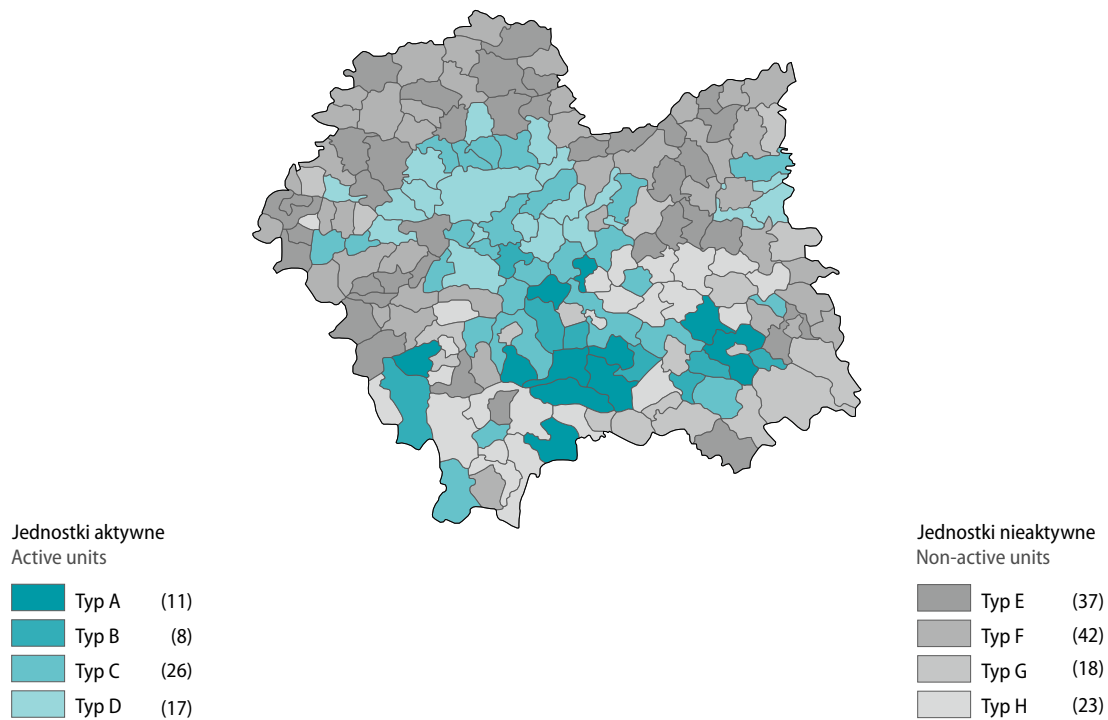 Jednostki aktywne
Active units
Typ A (11)
Typ B (8)
Typ C (26)
Typ D (17)
Jednostki nieaktywne
Non-active units
Typ E (37)
Typ F (42)
Typ G (18)
Typ H (23)